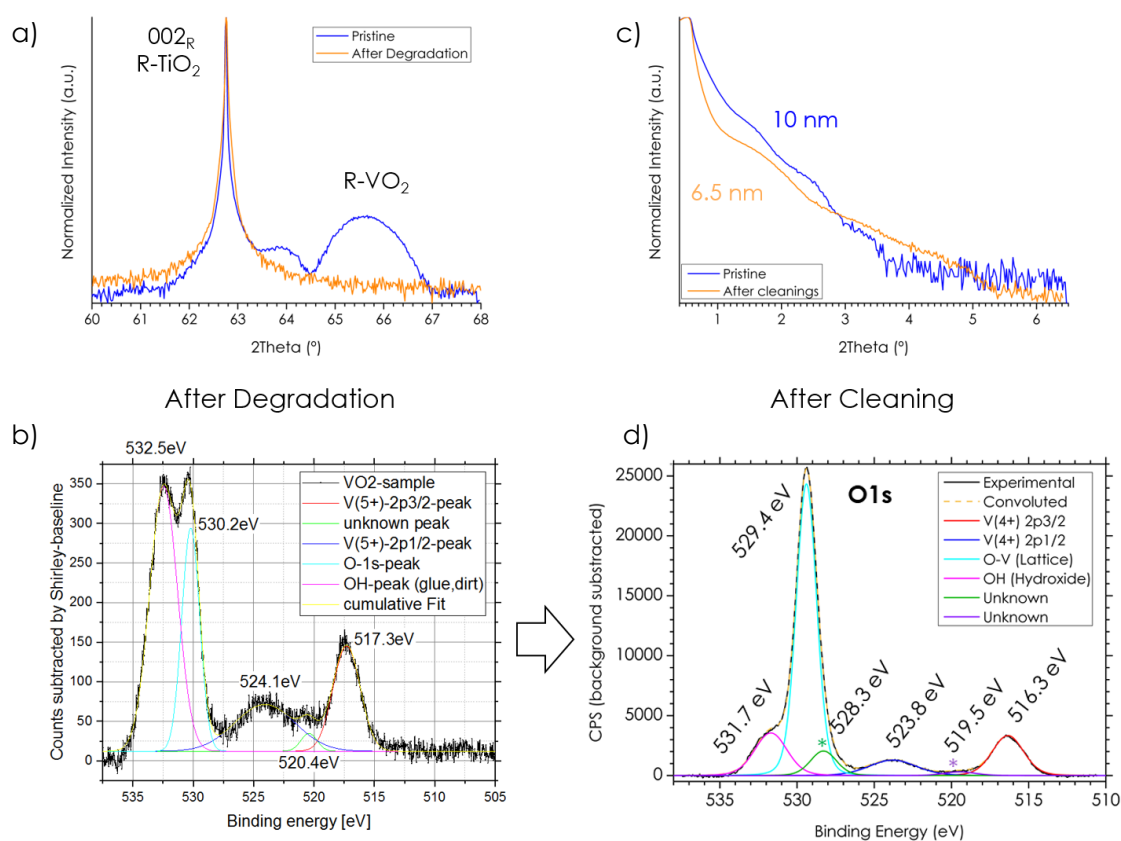 a)
002R
R-TiO2
Pristine
After Degradation
R-VO2
Normalized Intensity (a.u.)
60 61 62 63 64 65 66 67 68
2Theta (°)
c)
Pristine
After cleanings
10 nm
6.5 nm
Normalized Intensity (a.u.)
1 2 3 4 5 6
2Theta (°)
After Degradation
b)
532.5eV
530.2eV
524.1eV
520.4eV
517.3eV
VO2-sample
V(5+)-2p3/2-peak
unknown peak
V(5+)-2p1/2-peak
O-1s-peak
OH-peak (glue,dirt)
cumulative Fit
Counts subtracted by Shirley-baseline
350
300
250
200
150
100
50
0
535 530 525 520 515 510 505
Binding energy [eV]
After Cleaning
d)
O1s
Experimental
Convoluted
V(4+) 2p3/2
V(4+) 2p1/2
O-V (Lattice)
OH (Hydroxide)
Unknown
Unknown
531.7 eV
529.4 eV
528.3 eV
523.8 eV
519.5 eV
516.3 eV
*
*
CPS (background substracted)
25000
20000
15000
10000
5000
0
535 530 525 520 515 510
Binding Energy (eV)